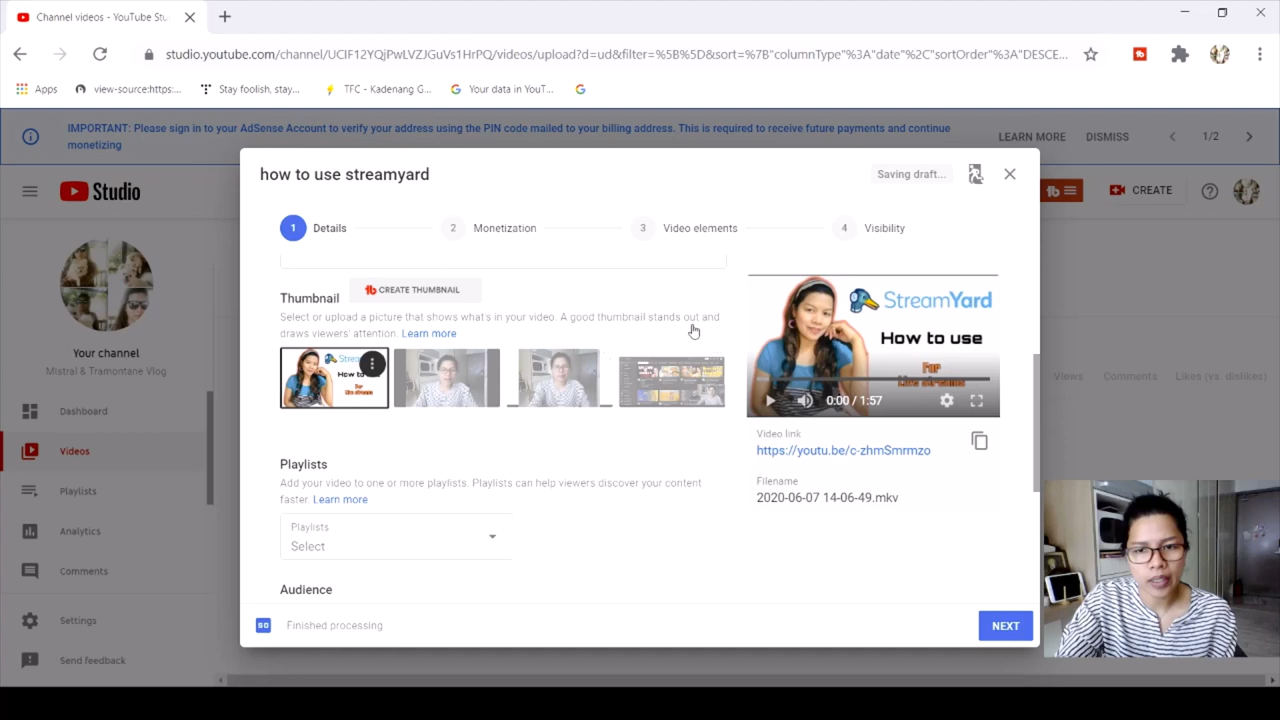 Channel videos - YouTube Stu
studio.youtube.com/channel/UCIF12YQjPwLVZJGuVs1HrPQ/videos/upload?d=ud&filter=%5B%5D&sort=%7B"columnType"%3A"date"%2C"sortOrder"%3A"DESCE...
Apps
view-source:https:...
Stay foolish, stay...
TFC - Kadenang G...
Your data in YouT...
IMPORTANT: Please sign in to your AdSense Account to verify your address using the PIN code mailed to your billing address. This is required to receive future payments and continue
monetizing
LEARN MORE
DISMISS
1/2
Studio
CREATE
how to use streamyard
Saving draft...
1 Details
2 Monetization
3 Video elements
4 Visibility
Thumbnail
CREATE THUMBNAIL
Select or upload a picture that shows what's in your video. A good thumbnail stands out and
draws viewers' attention. Learn more
StreamYard
How to use
For
Live streams
0:00 / 1:57
Video link
https://youtu.be/c-zhmSmrmzo
Filename
2020-06-07 14-06-49.mkv
Playlists
Add your video to one or more playlists. Playlists can help viewers discover your content
faster. Learn more
Playlists
Select
Audience
SD Finished processing
NEXT
Your channel
Mistral & Tramontane Vlog
Dashboard
Videos
Playlists
Analytics
Comments
Settings
Send feedback
Views
Comments
Likes (vs. disliked)